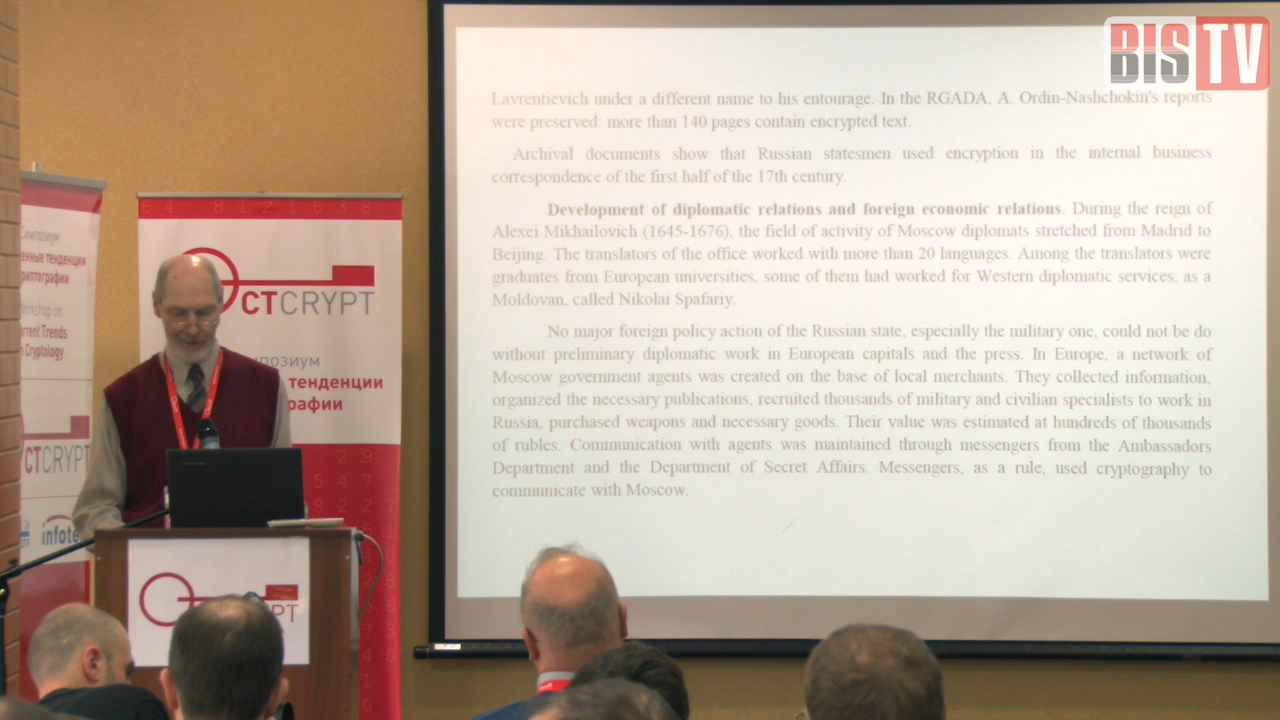 BIS TV
Lavrentievich under a different name to his entourage. In the RGADA, A. Ordin-Nashchokin's reports
were preserved: more than 140 pages contain encrypted text.
Archival documents show that Russian statesmen used encryption in the internal business
correspondence of the first half of the 17th century.
Development of diplomatic relations and foreign economic relations. During the reign of
Alexei Mikhailovich (1645-1676), the field of activity of Moscow diplomats stretched from Madrid to
Beijing. The translators of the office worked with more than 20 languages. Among the translators were
graduates from European universities, some of them had worked for Western diplomatic services, as a
Moldovan, called Nikolai Spafariy.
No major foreign policy action of the Russian state, especially the military one, could not be do
without preliminary diplomatic work in European capitals and the press. In Europe, a network of
Moscow government agents was created on the base of local merchants. They collected information,
organized the necessary publications, recruited thousands of military and civilian specialists to work in
Russia, purchased weapons and necessary goods. Their value was estimated at hundreds of thousands
of rubles. Communication with agents was maintained through messengers from the Ambassadors
Department and the Department of Secret Affairs. Messengers, as a rule, used cryptography to
communicate with Moscow.
64 8121638
CTCRYPT
тенденции
Симпозиум
енные тенденции
риптографии
orkshop on
rrent Trends
Cryptology
CTCRYPT
infote